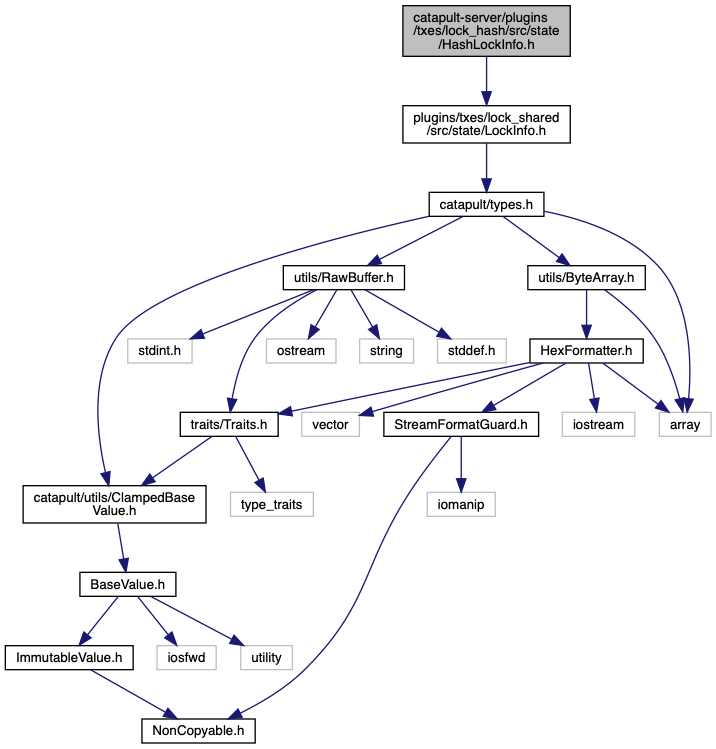 catapult-server/plugins
/txes/lock_hash/src/state
/HashLockInfo.h
plugins/txes/lock_shared
/src/state/LockInfo.h
catapult/types.h
utils/RawBuffer.h
utils/ByteArray.h
stdint.h
ostream
string
stddef.h
HexFormatter.h
traits/Traits.h
vector
StreamFormatGuard.h
iostream
array
catapult/utils/ClampedBase
Value.h
type_traits
iomanip
BaseValue.h
ImmutableValue.h
iosfwd
utility
NonCopyable.h